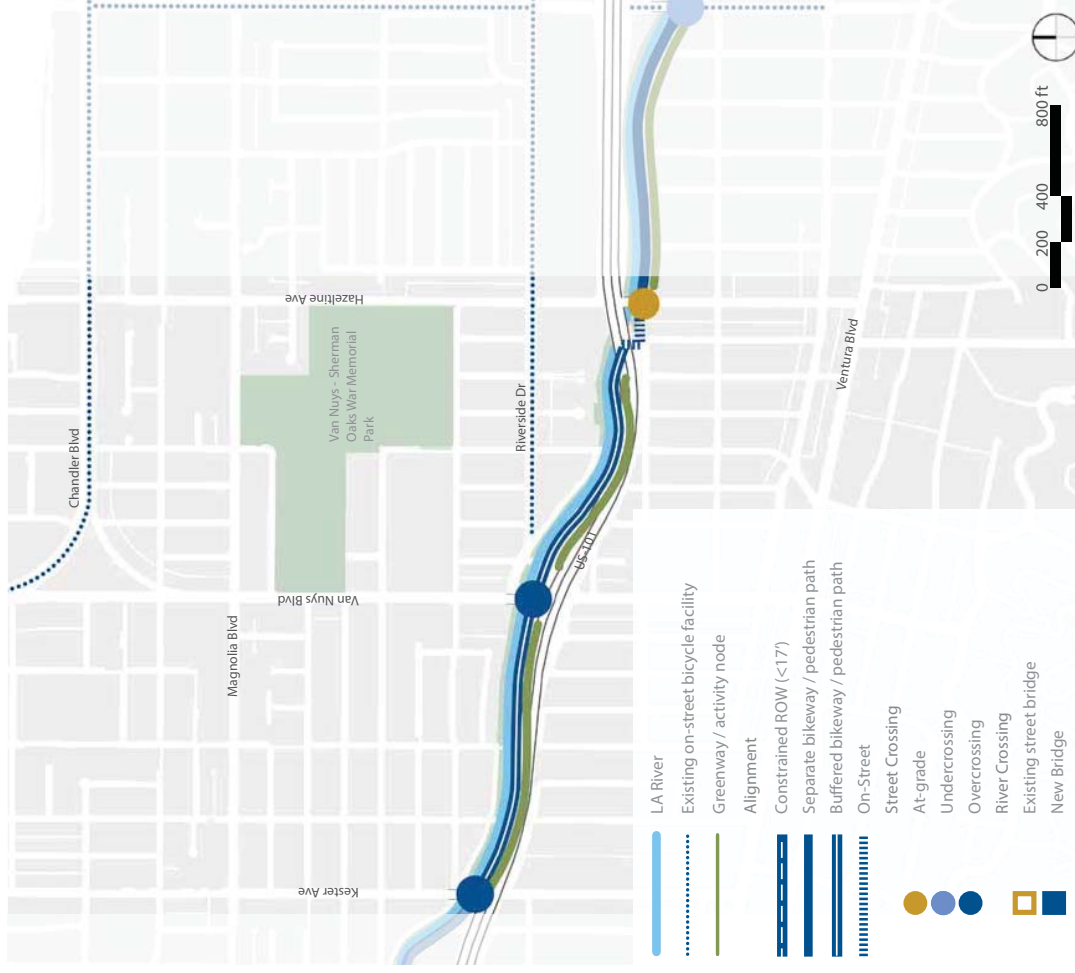 Chandler Blvd
Magnolia Blvd
Hazeltine Ave
Van Nuys - Sherman
Oaks War Memorial
Park
Van Nuys Blvd
Riverside Dr
US-101
Kester Ave
Ventura Blvd
0 200 400 800 ft
LA River
Existing on-street bicycle facility
Greenway / activity node
Alignment
Constrained ROW (<17')
Separate bikeway / pedestrian path
Buffered bikeway / pedestrian path
On-Street
Street Crossing
At-grade
Undercrossing
Overcrossing
River Crossing
Existing street bridge
New Bridge